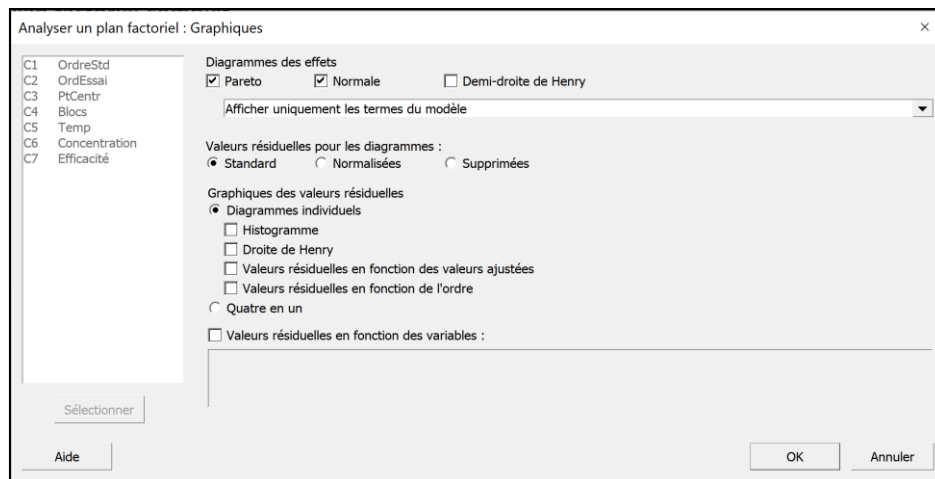 Analyser un plan factoriel : Graphiques
C1 OrdreStd
C2 OrdEssai
C3 PtCentr
C4 Blocs
C5 Temp
C6 Concentration
C7 Efficacité
Sélectionner
Diagrammes des effets
Pareto Normale Demi-droite de Henry
Afficher uniquement les termes du modèle
Valeurs résiduelles pour les diagrammes :
Standard Normalisées Supprimées
Graphiques des valeurs résiduelles
Diagrammes individuels
Histogramme
Droite de Henry
Valeurs résiduelles en fonction des valeurs ajustées
Valeurs résiduelles en fonction de l'ordre
Quatre en un
Valeurs résiduelles en fonction des variables :
Aide OK Annuler